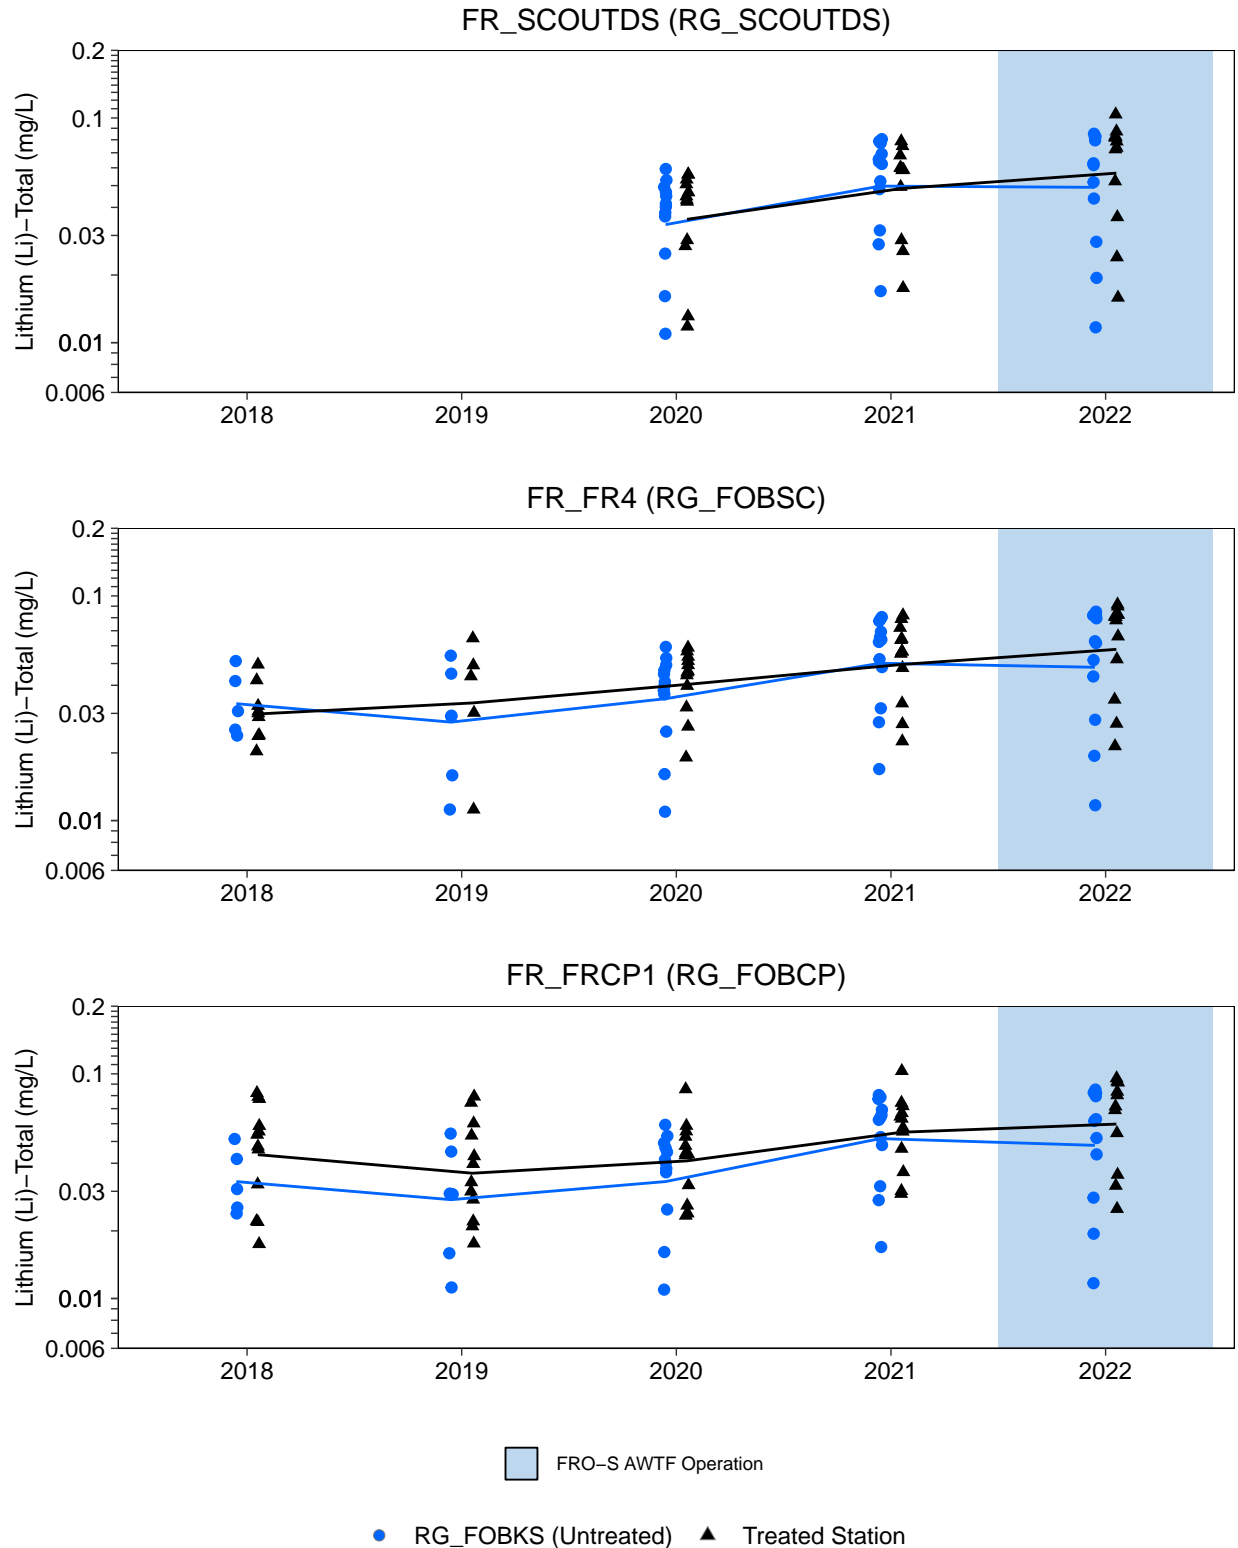 FR_SCOUTDS (RG_SCOUTDS)
Lithium (Li)−Total (mg/L)
0.2
0.1
0.03
0.01
0.006
2018 2019 2020 2021 2022
FR_FR4 (RG_FOBSC)
Lithium (Li)−Total (mg/L)
0.2
0.1
0.03
0.01
0.006
2018 2019 2020 2021 2022
FR_FRCP1 (RG_FOBCP)
Lithium (Li)−Total (mg/L)
0.2
0.1
0.03
0.01
0.006
2018 2019 2020 2021 2022
FRO−S AWTF Operation
RG_FOBKS (Untreated) Treated Station